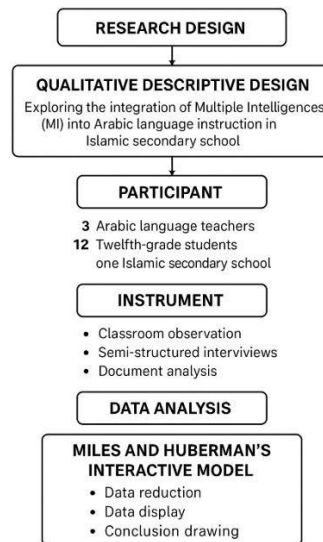 RESEARCH DESIGN
QUALITATIVE DESCRIPTIVE DESIGN
Exploring the integration of Multiple Intelligences
(MI) into Arabic language instruction in
Islamic secondary school
PARTICIPANT
3 Arabic language teachers
12 Twelfth-grade students
one Islamic secondary school
INSTRUMENT
• Classroom observation
• Semi-structured interviviews
• Document analysis
DATA ANALYSIS
MILES AND HUBERMAN'S
INTERACTIVE MODEL
• Data reduction
• Data display
• Conclusion drawing